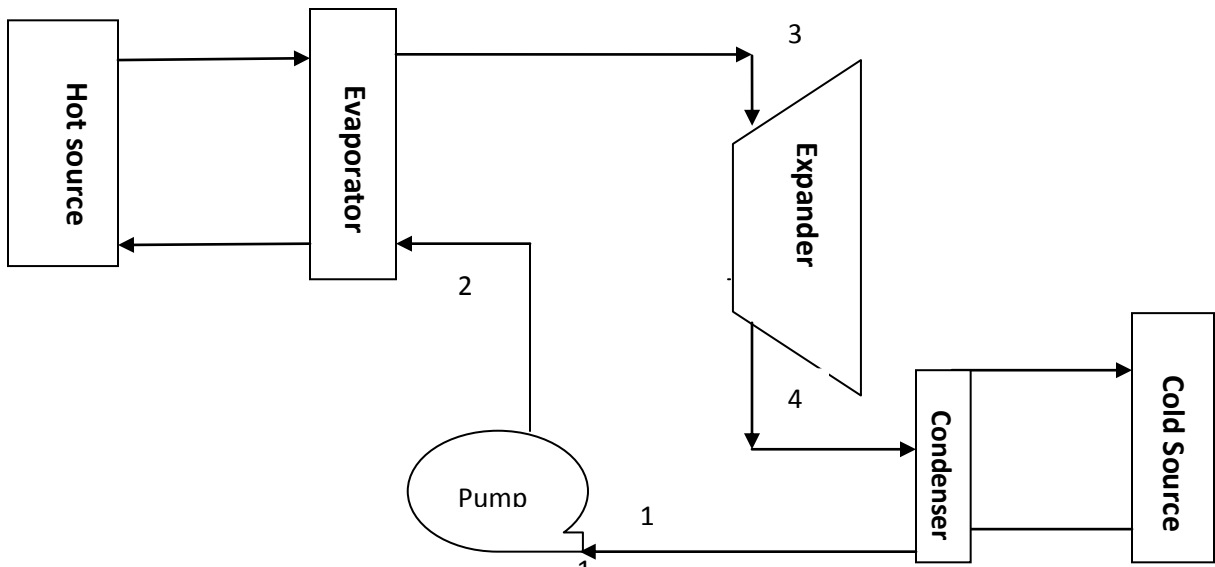 3
Hot source
Evaporator
Expander
2
4
Cold Source
Condenser
Pump
1
1